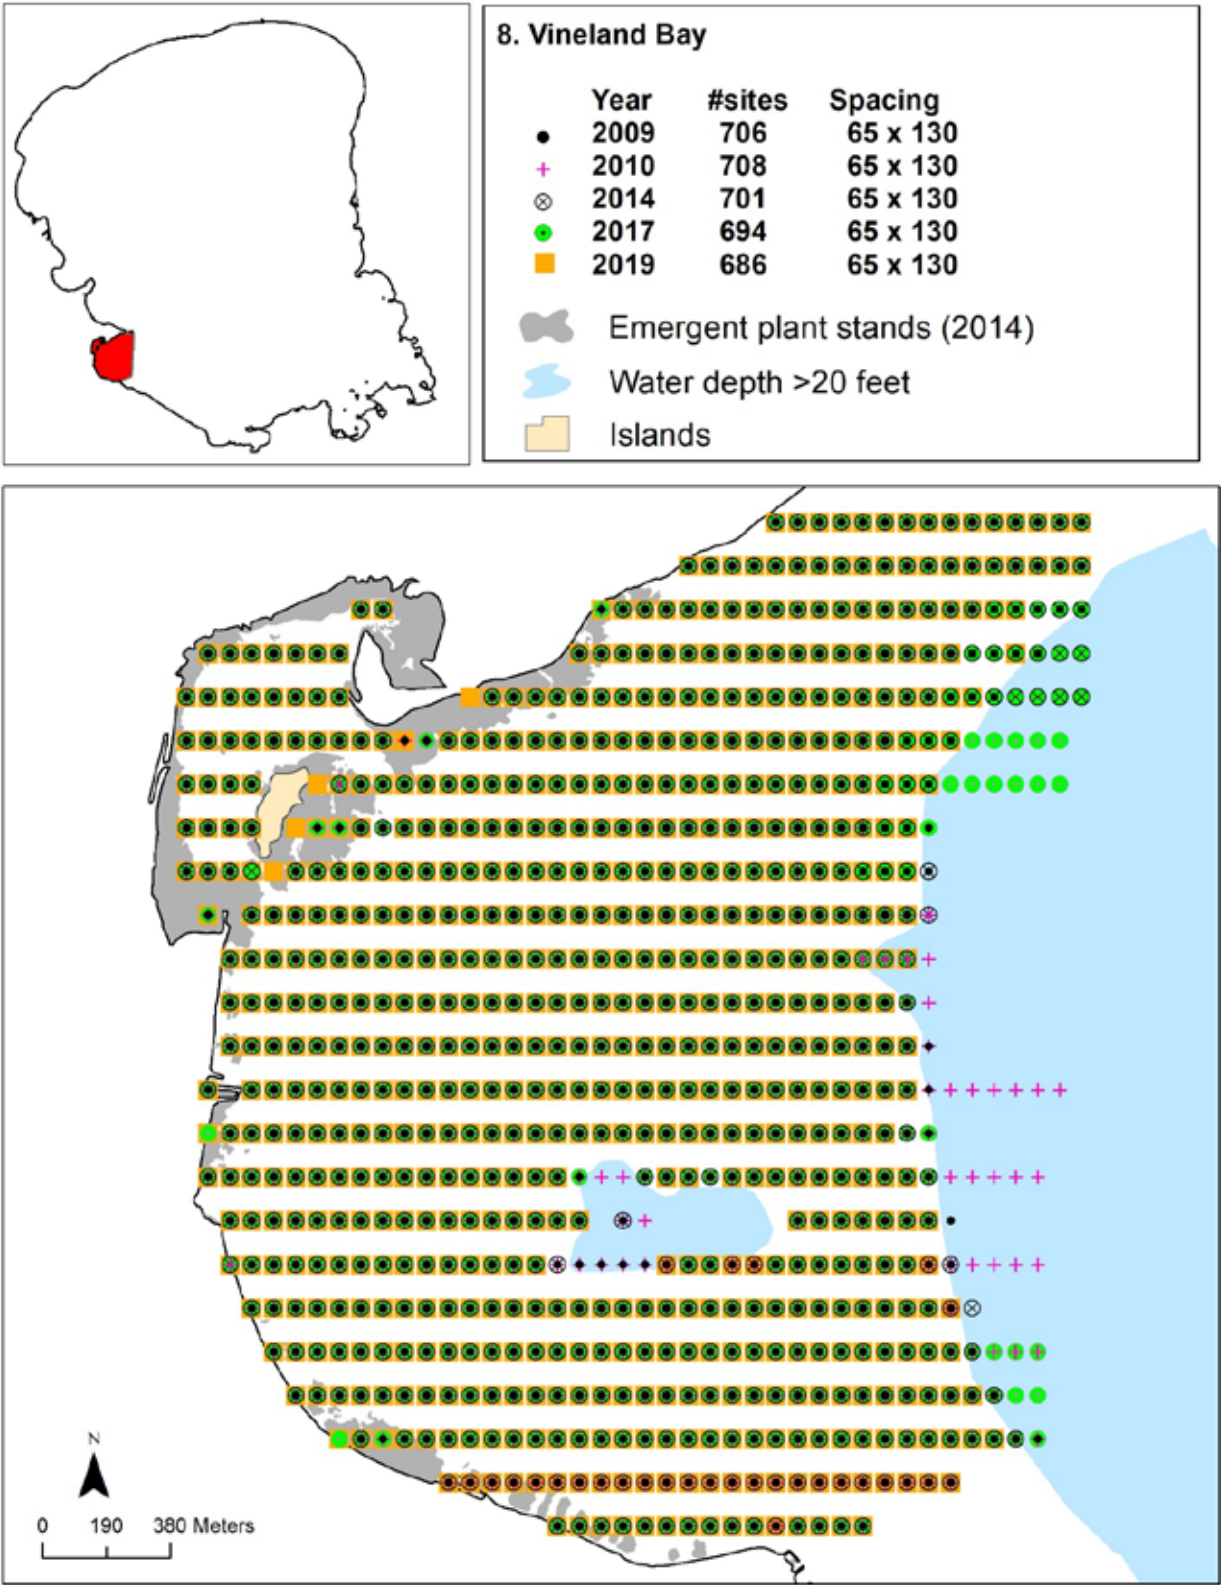 8. Vineland Bay
Year #sites Spacing
2009 706 65 x 130
2010 708 65 x 130
2014 701 65 x 130
2017 694 65 x 130
2019 686 65 x 130
Emergent plant stands (2014)
Water depth >20 feet
Islands
N
0 190 380 Meters